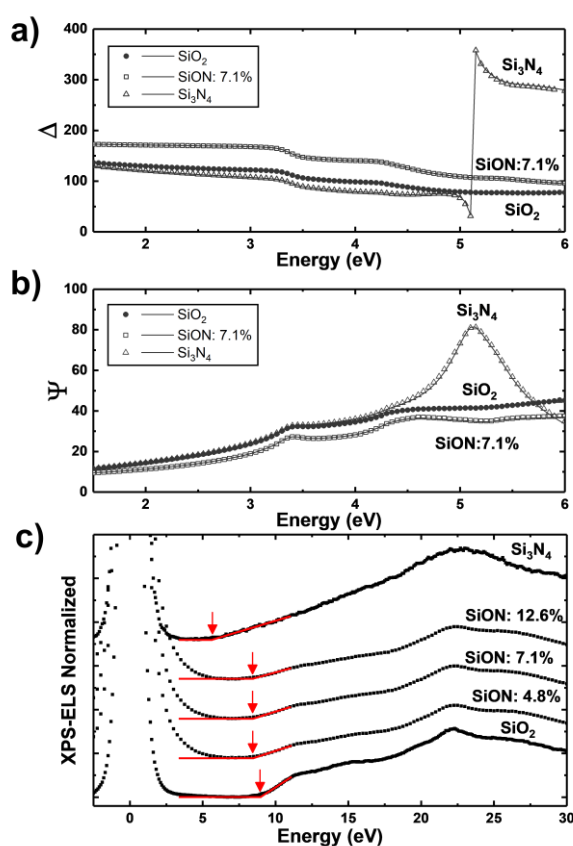 a)
400
300
200
100
0
Δ
SiO₂
SiON: 7.1%
Si₃N₄
Si₃N₄
SiON:7.1%
SiO₂
2 3 4 5 6
Energy (eV)
b)
100
80
60
40
20
0
Ψ
SiO₂
SiON: 7.1%
Si₃N₄
Si₃N₄
SiO₂
SiON:7.1%
2 3 4 5 6
Energy (eV)
c)
XPS-ELS Normalized
Si₃N₄
SiON: 12.6%
SiON: 7.1%
SiON: 4.8%
SiO₂
0 5 10 15 20 25 30
Energy (eV)